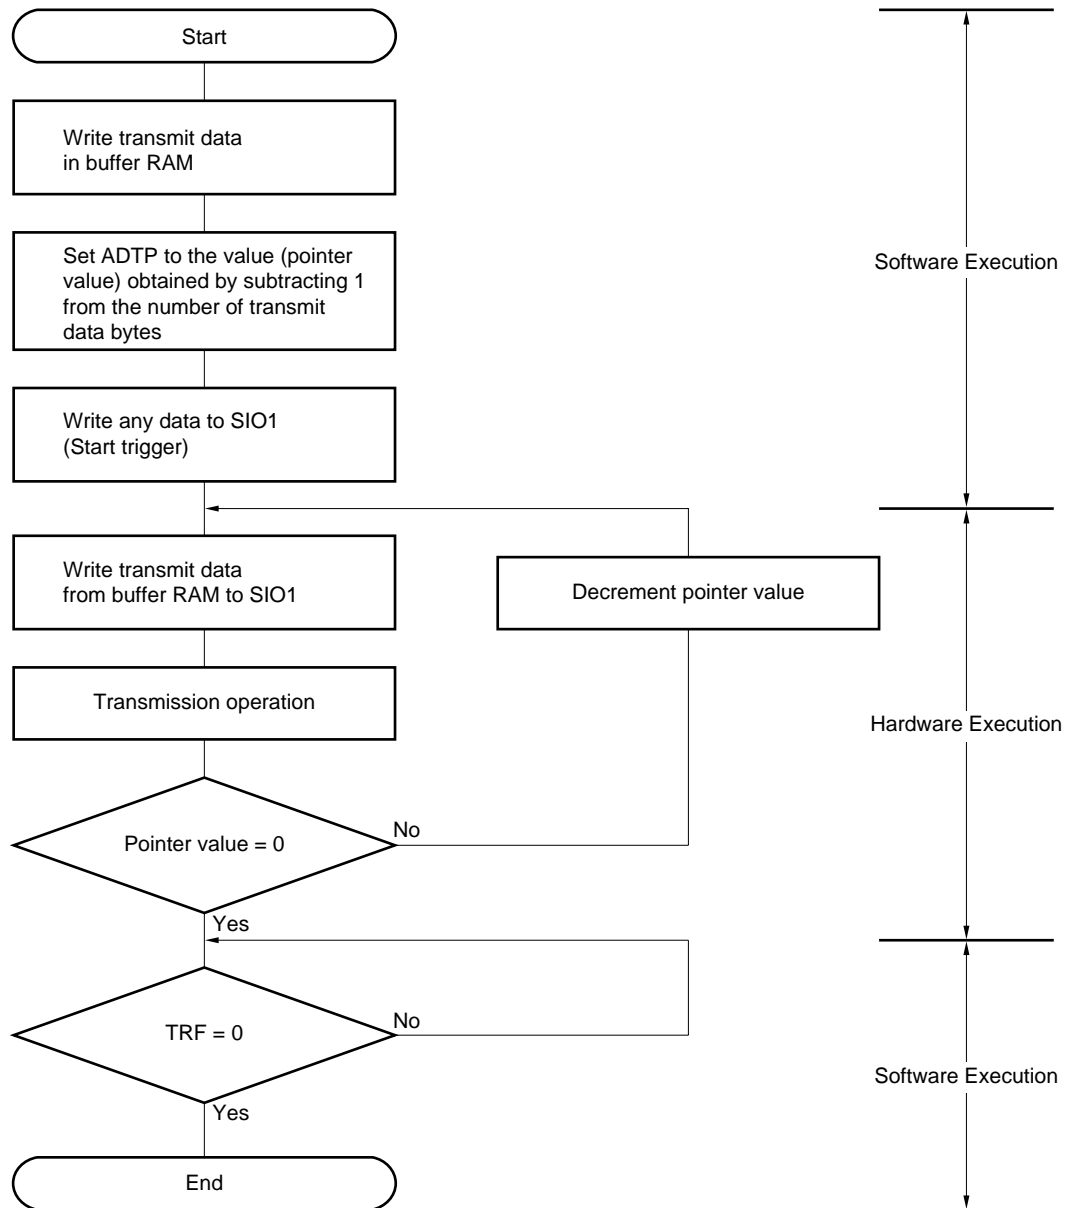 Start
Write transmit data
in buffer RAM
Set ADTP to the value (pointer
value) obtained by subtracting 1
from the number of transmit
data bytes
Software Execution
Write any data to SIO1
(Start trigger)
Write transmit data
from buffer RAM to SIO1
Decrement pointer value
Transmission operation
Hardware Execution
Pointer value = 0
No
Yes
TRF = 0
No
Software Execution
Yes
End